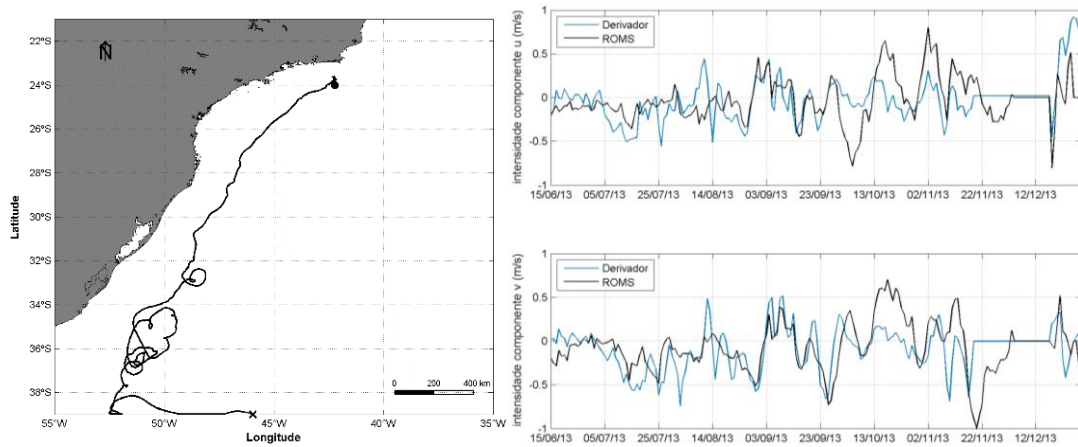 N
22°S
24°S
26°S
28°S
30°S
32°S
34°S
36°S
38°S
Latitude
0 200 400 km
55°W 50°W 45°W 40°W 35°W
Longitude
intensidade componente u (m/s)
1
0.5
0
-0.5
-1
Derivador
ROMS
15/06/13 05/07/13 25/07/13 14/08/13 03/09/13 23/09/13 13/10/13 02/11/13 22/11/13 12/12/13
intensidade componente v (m/s)
1
0.5
0
-0.5
-1
Derivador
ROMS
15/06/13 05/07/13 25/07/13 14/08/13 03/09/13 23/09/13 13/10/13 02/11/13 22/11/13 12/12/13